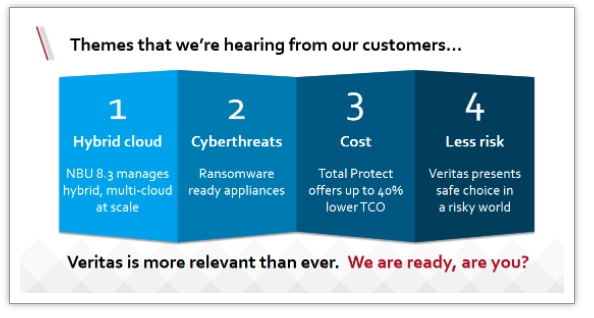 Themes that we're hearing from our customers...
1
Hybrid cloud
NBU 8.3 manages
hybrid, multi-cloud
at scale
2
Cyberthreats
Ransomware
ready appliances
3
Cost
Total Protect
offers up to 40%
lower TCO
4
Less risk
Veritas presents
safe choice in
a risky world
Veritas is more relevant than ever. We are ready, are you?